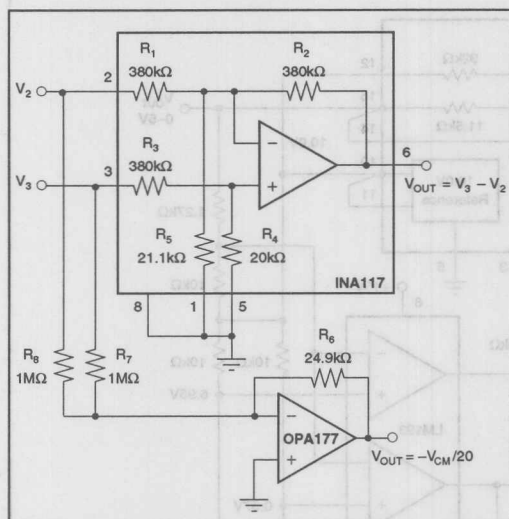 R1
380kΩ
R2
380kΩ
V2
2
R3
380kΩ
V3
3
6
VOUT = V3 – V2
R5
21.1kΩ
R4
20kΩ
INA117
8
1
5
R8
1MΩ
R7
1MΩ
R6
24.9kΩ
OPA177
VOUT = –VCM/20